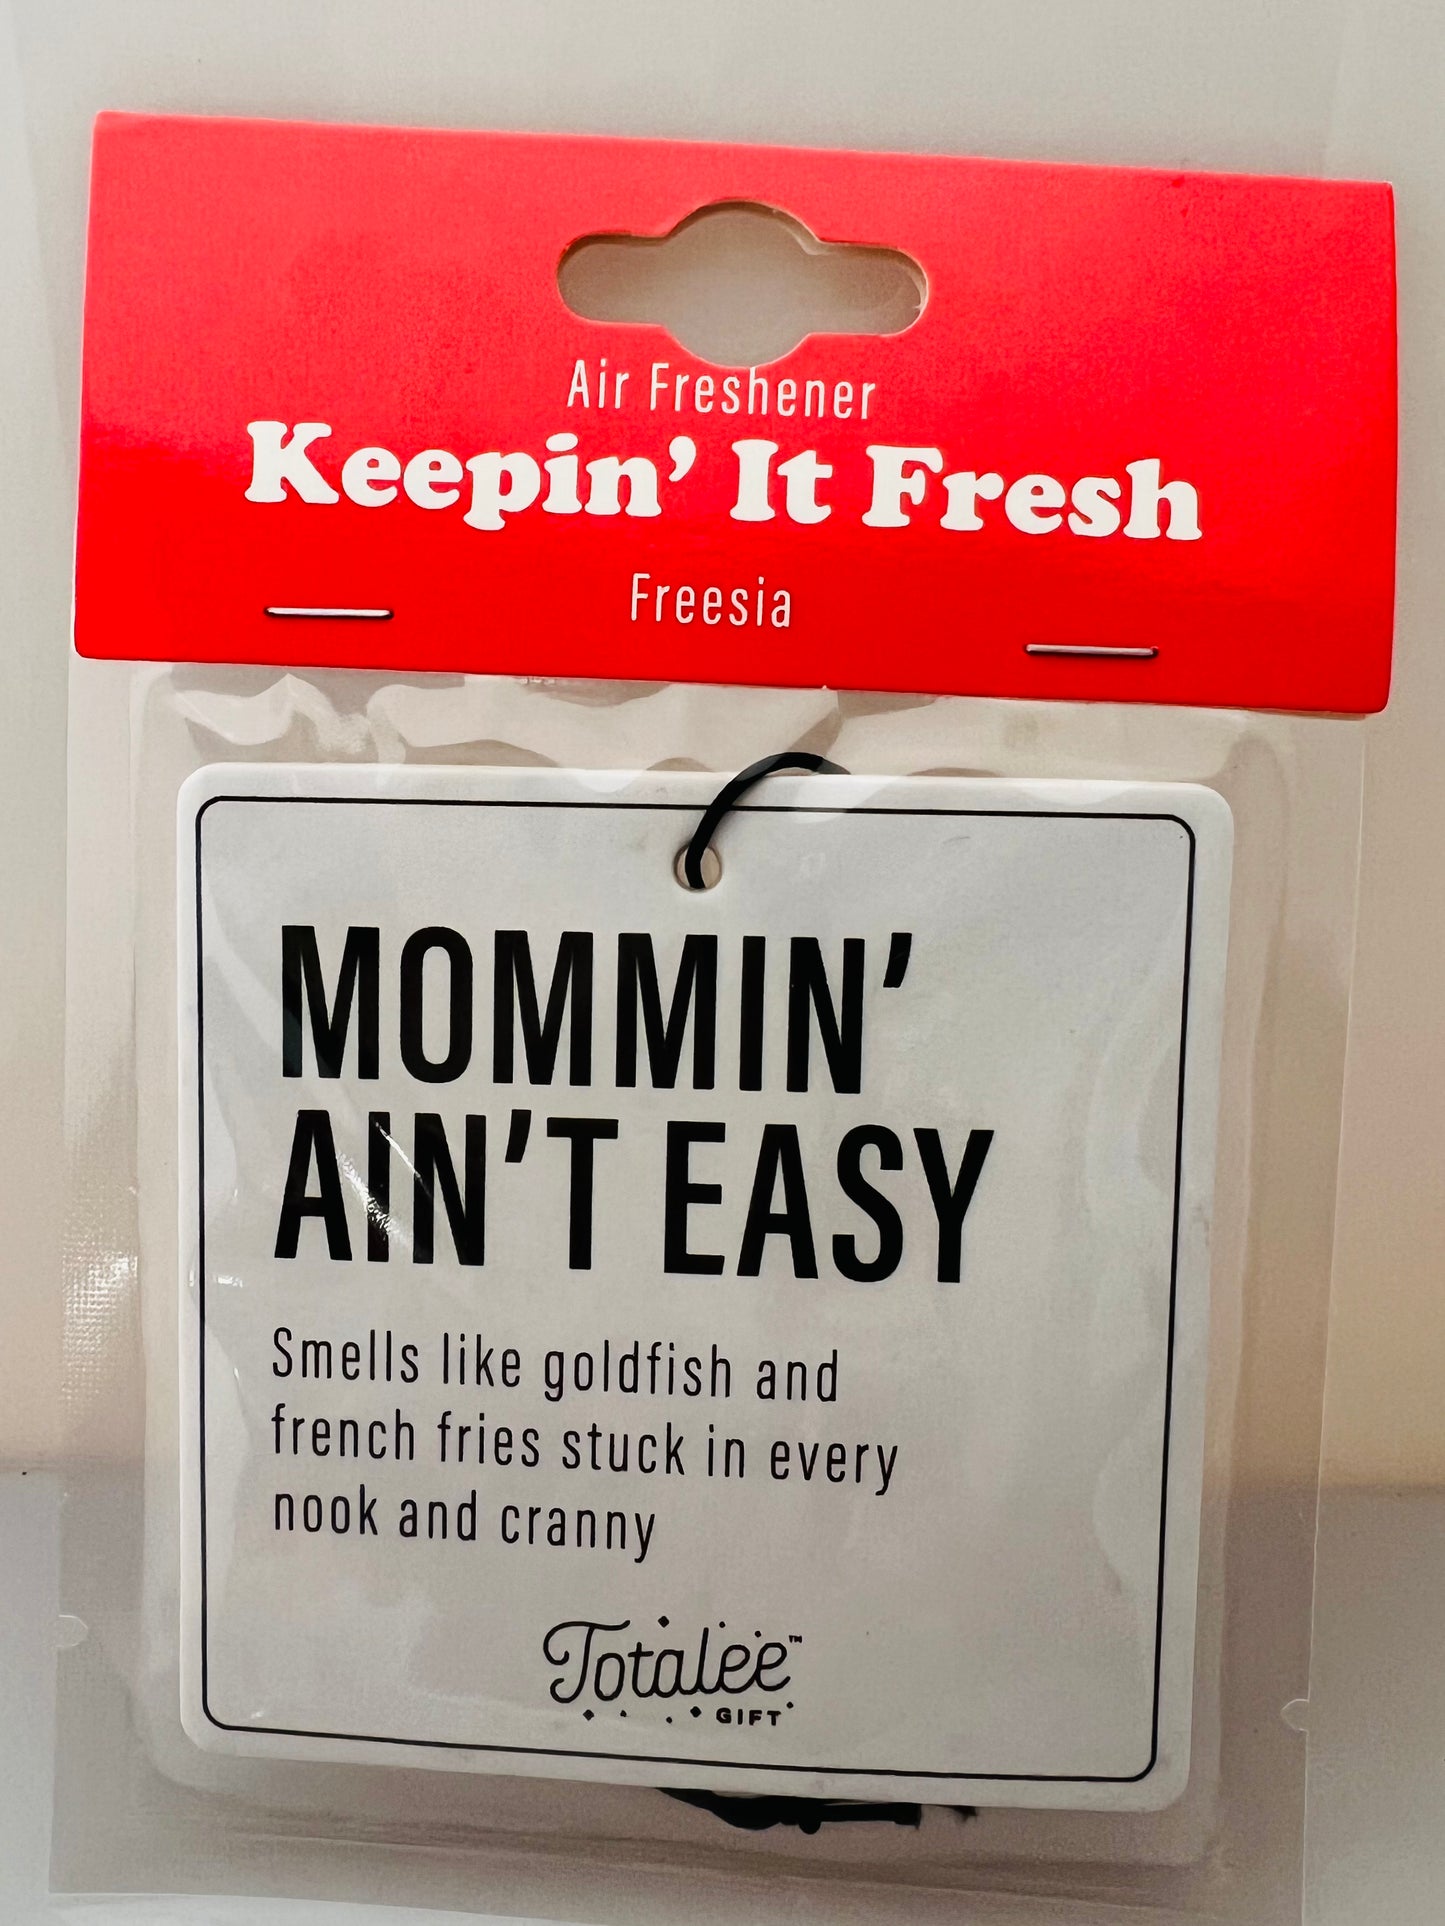 Air Freshener
Keepin' It Fresh
Freesia
MOMMIN'
AIN'T EASY
Smells like goldfish and
french fries stuck in every
nook and cranny
Totalee™
GIFT